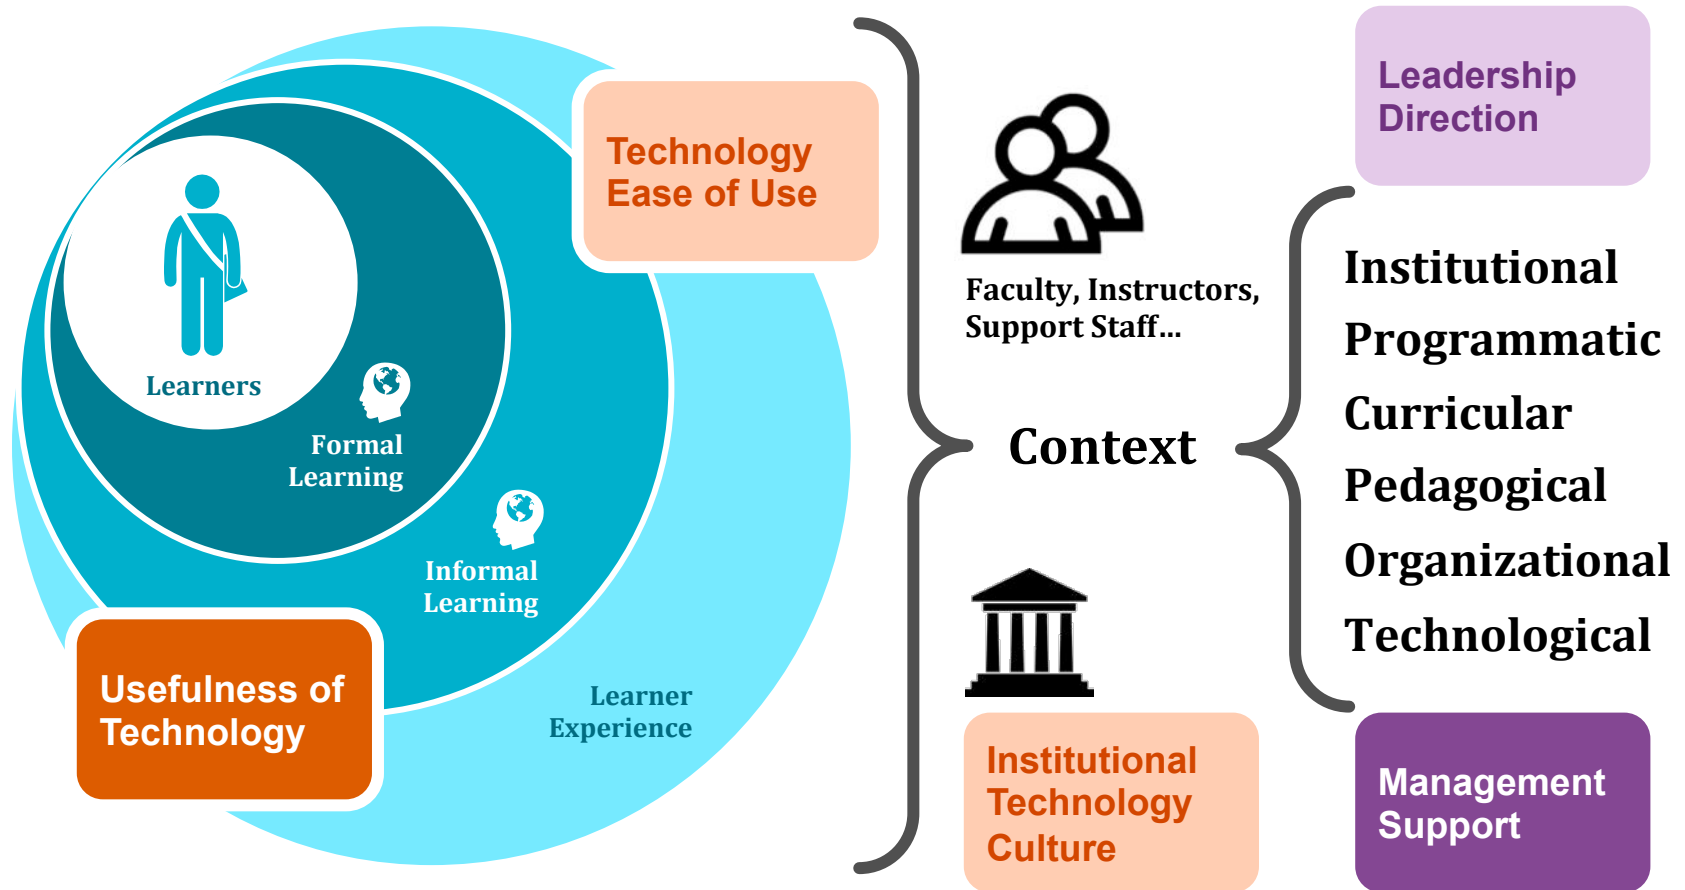 Learners
Formal
Learning
Informal
Learning
Learner
Experience
Technology
Ease of Use
Usefulness of
Technology
Faculty, Instructors,
Support Staff…
Context
Institutional
Technology
Culture
Leadership
Direction
Institutional
Programmatic
Curricular
Pedagogical
Organizational
Technological
Management
Support